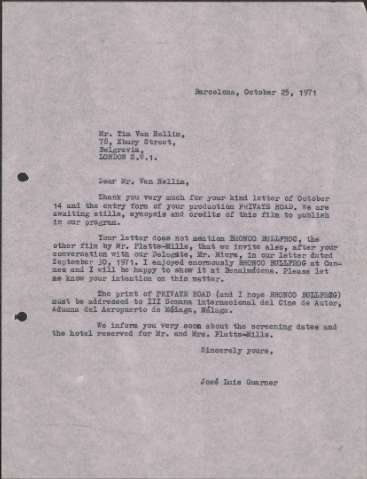 Barcelona, October 25, 1971
Mr. Tim Van Rellim,
78, Ebury Street,
Belgravia,
LONDON S.W.1.
Dear Mr. Van Rellim,
Thank you very much for your kind letter of October
14 and the entry form of your production PRIVATE ROAD. We are
awaiting stills, synopsis and credits of this film to publish
in our program.
Your letter does not mention BRONCO BULLFROG, the
other film by Mr. Platts-Mills, that we invite also, after your
conversation with our Delegate, Mr. Riera, in our letter dated
September 30, 1971. I enjoyed enormously BRONCO BULLFROG at Can-
nes and I will be happy to show it at Benalmádena. Please let
me know your intention on this matter.
The print of PRIVATE ROAD (and I hope BRONCO BULLFROG)
must be addressed to III Semana Internacional del Cine de Autor,
Aduana del Aeropuerto de Málaga, Málaga.
We inform you very soon about the screening dates and
the hotel reserved for Mr. and Mrs. Platts-Mills.
Sincerely yours,
José Luis Guarner